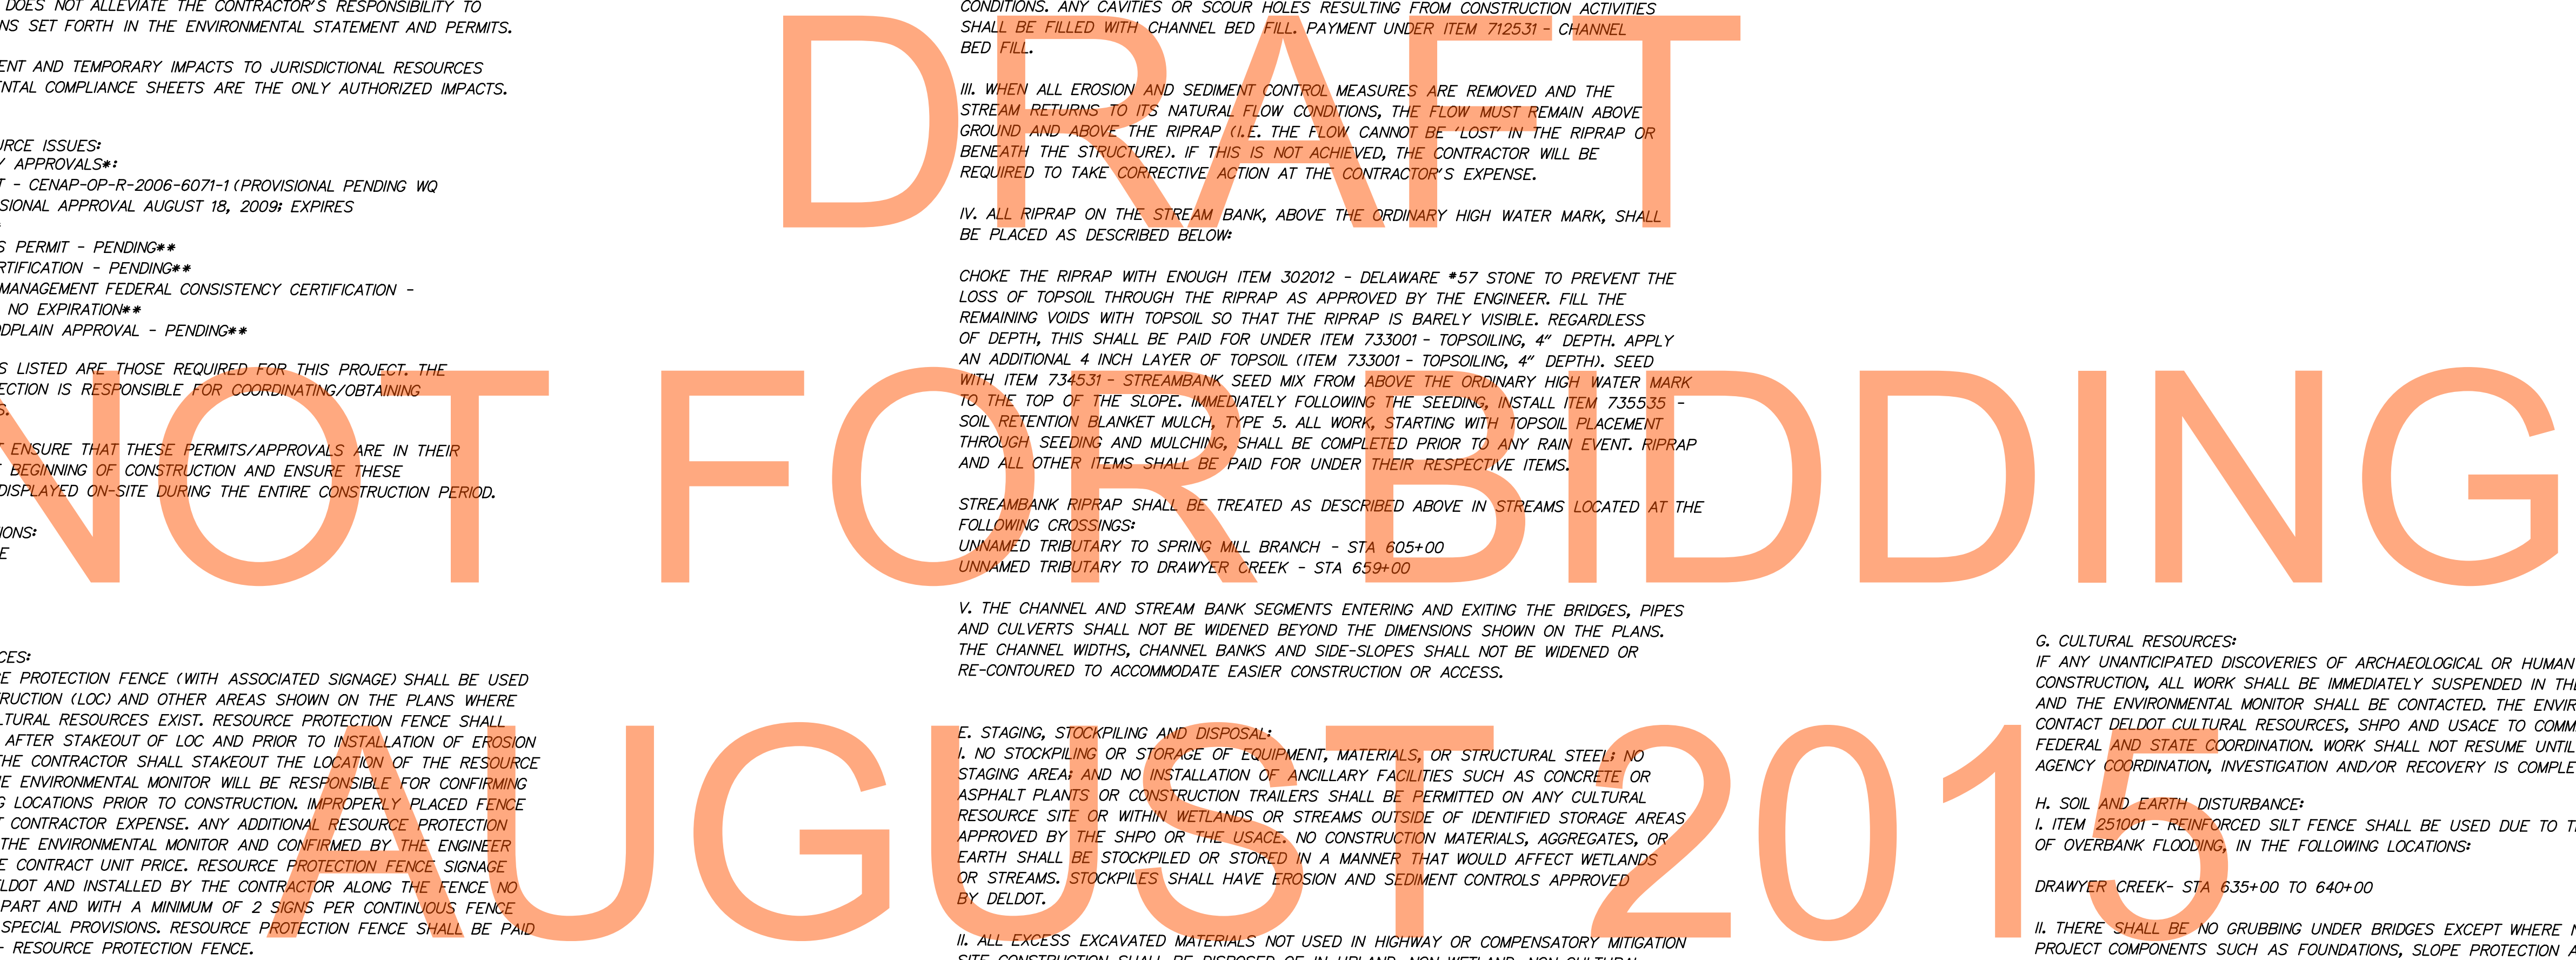 DOES NOT ALLEVIATE THE CONTRACTOR'S RESPONSIBILITY TO
NS SET FORTH IN THE ENVIRONMENTAL STATEMENT AND PERMITS.
ENT AND TEMPORARY IMPACTS TO JURISDICTIONAL RESOURCES
ENTAL COMPLIANCE SHEETS ARE THE ONLY AUTHORIZED IMPACTS.
URCE ISSUES:
Y APPROVALS*:
T - CENAP-OP-R-2006-6071-1 (PROVISIONAL PENDING WQ
SIONAL APPROVAL AUGUST 18, 2009; EXPIRES
S PERMIT - PENDING**
RTIFICATION - PENDING**
MANAGEMENT FEDERAL CONSISTENCY CERTIFICATION -
NO EXPIRATION**
ODPLAIN APPROVAL - PENDING**
S LISTED ARE THOSE REQUIRED FOR THIS PROJECT. THE
ECTION IS RESPONSIBLE FOR COORDINATING/OBTAINING
S.
T ENSURE THAT THESE PERMITS/APPROVALS ARE IN THEIR
E BEGINNING OF CONSTRUCTION AND ENSURE THESE
DISPLAYED ON-SITE DURING THE ENTIRE CONSTRUCTION PERIOD.
IONS:
E
CES:
E PROTECTION FENCE (WITH ASSOCIATED SIGNAGE) SHALL BE USED
TRUCTION (LOC) AND OTHER AREAS SHOWN ON THE PLANS WHERE
LTURAL RESOURCES EXIST. RESOURCE PROTECTION FENCE SHALL
AFTER STAKEOUT OF LOC AND PRIOR TO INSTALLATION OF EROSION
THE CONTRACTOR SHALL STAKEOUT THE LOCATION OF THE RESOURCE
HE ENVIRONMENTAL MONITOR WILL BE RESPONSIBLE FOR CONFIRMING
G LOCATIONS PRIOR TO CONSTRUCTION. IMPROPERLY PLACED FENCE
T CONTRACTOR EXPENSE. ANY ADDITIONAL RESOURCE PROTECTION
THE ENVIRONMENTAL MONITOR AND CONFIRMED BY THE ENGINEER
E CONTRACT UNIT PRICE. RESOURCE PROTECTION FENCE SIGNAGE
ELDOT AND INSTALLED BY THE CONTRACTOR ALONG THE FENCE NO
PART AND WITH A MINIMUM OF 2 SIGNS PER CONTINUOUS FENCE
SPECIAL PROVISIONS. RESOURCE PROTECTION FENCE SHALL BE PAID
- RESOURCE PROTECTION FENCE.
CONDITIONS. ANY CAVITIES OR SCOUR HOLES RESULTING FROM CONSTRUCTION ACTIVITIES
SHALL BE FILLED WITH CHANNEL BED FILL. PAYMENT UNDER ITEM 712531 - CHANNEL
BED FILL.
III. WHEN ALL EROSION AND SEDIMENT CONTROL MEASURES ARE REMOVED AND THE
STREAM RETURNS TO ITS NATURAL FLOW CONDITIONS, THE FLOW MUST REMAIN ABOVE
GROUND AND ABOVE THE RIPRAP (I.E. THE FLOW CANNOT BE 'LOST' IN THE RIPRAP OR
BENEATH THE STRUCTURE). IF THIS IS NOT ACHIEVED, THE CONTRACTOR WILL BE
REQUIRED TO TAKE CORRECTIVE ACTION AT THE CONTRACTOR'S EXPENSE.
IV. ALL RIPRAP ON THE STREAM BANK, ABOVE THE ORDINARY HIGH WATER MARK, SHALL
BE PLACED AS DESCRIBED BELOW:
CHOKE THE RIPRAP WITH ENOUGH ITEM 302012 - DELAWARE #57 STONE TO PREVENT THE
LOSS OF TOPSOIL THROUGH THE RIPRAP AS APPROVED BY THE ENGINEER. FILL THE
REMAINING VOIDS WITH TOPSOIL SO THAT THE RIPRAP IS BARELY VISIBLE. REGARDLESS
OF DEPTH, THIS SHALL BE PAID FOR UNDER ITEM 733001 - TOPSOILING, 4" DEPTH. APPLY
AN ADDITIONAL 4 INCH LAYER OF TOPSOIL (ITEM 733001 - TOPSOILING, 4" DEPTH). SEED
WITH ITEM 734531 - STREAMBANK SEED MIX FROM ABOVE THE ORDINARY HIGH WATER MARK
TO THE TOP OF THE SLOPE. IMMEDIATELY FOLLOWING THE SEEDING, INSTALL ITEM 735535 -
SOIL RETENTION BLANKET MULCH, TYPE 5. ALL WORK, STARTING WITH TOPSOIL PLACEMENT
THROUGH SEEDING AND MULCHING, SHALL BE COMPLETED PRIOR TO ANY RAIN EVENT. RIPRAP
AND ALL OTHER ITEMS SHALL BE PAID FOR UNDER THEIR RESPECTIVE ITEMS.
STREAMBANK RIPRAP SHALL BE TREATED AS DESCRIBED ABOVE IN STREAMS LOCATED AT THE
FOLLOWING CROSSINGS:
UNNAMED TRIBUTARY TO SPRING MILL BRANCH - STA 605+00
UNNAMED TRIBUTARY TO DRAWYER CREEK - STA 659+00
V. THE CHANNEL AND STREAM BANK SEGMENTS ENTERING AND EXITING THE BRIDGES, PIPES
AND CULVERTS SHALL NOT BE WIDENED BEYOND THE DIMENSIONS SHOWN ON THE PLANS.
THE CHANNEL WIDTHS, CHANNEL BANKS AND SIDE-SLOPES SHALL NOT BE WIDENED OR
RE-CONTOURED TO ACCOMMODATE EASIER CONSTRUCTION OR ACCESS.
E. STAGING, STOCKPILING AND DISPOSAL:
I. NO STOCKPILING OR STORAGE OF EQUIPMENT, MATERIALS, OR STRUCTURAL STEEL; NO
STAGING AREA; AND NO INSTALLATION OF ANCILLARY FACILITIES SUCH AS CONCRETE OR
ASPHALT PLANTS OR CONSTRUCTION TRAILERS SHALL BE PERMITTED ON ANY CULTURAL
RESOURCE SITE OR WITHIN WETLANDS OR STREAMS OUTSIDE OF IDENTIFIED STORAGE AREAS
APPROVED BY THE SHPO OR THE USACE. NO CONSTRUCTION MATERIALS, AGGREGATES, OR
EARTH SHALL BE STOCKPILED OR STORED IN A MANNER THAT WOULD AFFECT WETLANDS
OR STREAMS. STOCKPILES SHALL HAVE EROSION AND SEDIMENT CONTROLS APPROVED
BY DELDOT.
II. ALL EXCESS EXCAVATED MATERIALS NOT USED IN HIGHWAY OR COMPENSATORY MITIGATION
SITE CONSTRUCTION SHALL BE DISPOSED OF IN UPLAND, NON-WETLAND, NON-CULTURAL
G. CULTURAL RESOURCES:
IF ANY UNANTICIPATED DISCOVERIES OF ARCHAEOLOGICAL OR HUMAN
CONSTRUCTION, ALL WORK SHALL BE IMMEDIATELY SUSPENDED IN THE
AND THE ENVIRONMENTAL MONITOR SHALL BE CONTACTED. THE ENVIR
CONTACT DELDOT CULTURAL RESOURCES, SHPO AND USACE TO COMM
FEDERAL AND STATE COORDINATION. WORK SHALL NOT RESUME UNTIL
AGENCY COORDINATION, INVESTIGATION AND/OR RECOVERY IS COMPLE
H. SOIL AND EARTH DISTURBANCE:
I. ITEM 251001 - REINFORCED SILT FENCE SHALL BE USED DUE TO T
OF OVERBANK FLOODING, IN THE FOLLOWING LOCATIONS:
DRAWYER CREEK- STA 635+00 TO 640+00
II. THERE SHALL BE NO GRUBBING UNDER BRIDGES EXCEPT WHERE N
PROJECT COMPONENTS SUCH AS FOUNDATIONS, SLOPE PROTECTION A
DRAFT
NOT FOR BIDDING
AUGUST 2015